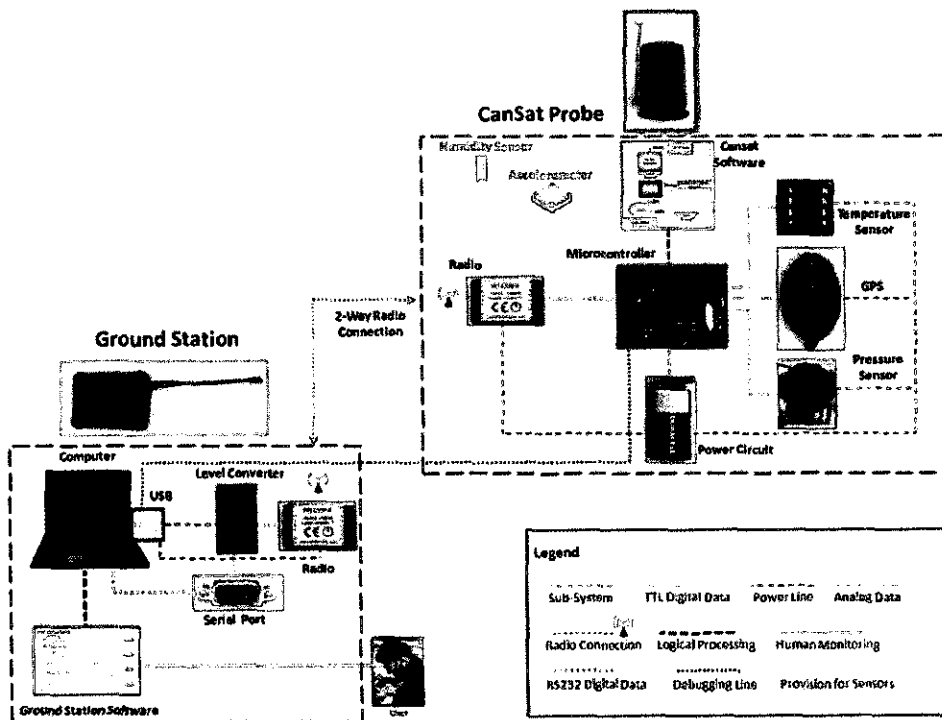 CanSat Probe
Humidity Sensor
Cansat
Software
Accelerometer
Temperature
Sensor
Microcontroller
Radio
GPS
2-Way Radio
Connection
Ground Station
Pressure
Sensor
Power Circuit
Computer
Level Converter
USB
Radio
Serial Port
Ground Station Software
User
Legend
Sub-System TTL Digital Data Power Line Analog Data
Radio Connection Logical Processing Human Monitoring
RS232 Digital Data Debugging Line Provision for Sensors